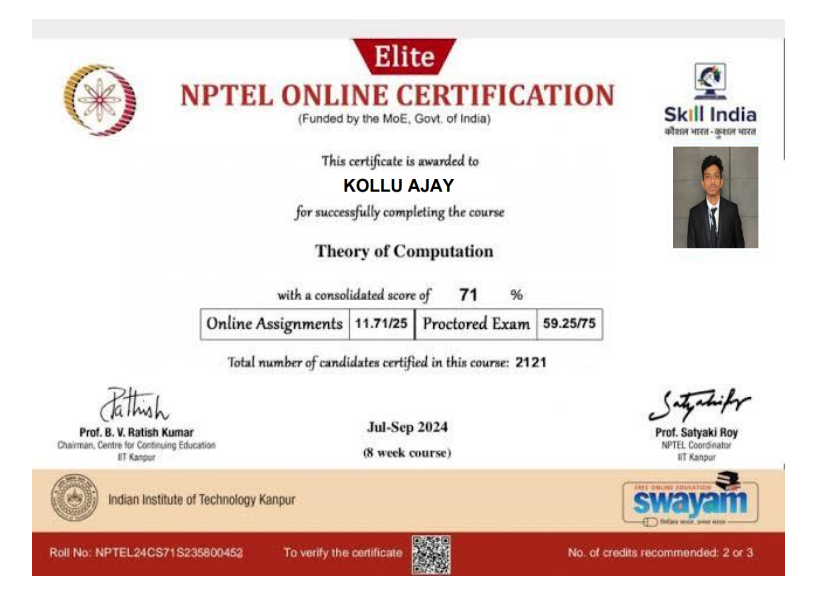 Elite
NPTEL ONLINE CERTIFICATION
(Funded by the MoE, Govt. of India)
Skill India
कौशल भारत - कुशल भारत
This certificate is awarded to
KOLLU AJAY
for successfully completing the course
Theory of Computation
with a consolidated score of 71 %
Online Assignments 11.71/25 Proctored Exam 59.25/75
Total number of candidates certified in this course: 2121
Prof. B. V. Ratish Kumar
Chairman, Centre for Continuing Education
IIT Kanpur
Jul-Sep 2024
(8 week course)
Prof. Satyaki Roy
NPTEL Coordinator
IIT Kanpur
Indian Institute of Technology Kanpur
FREE ONLINE EDUCATION
swayam
शिक्षित भारत, उन्नत भारत
Roll No: NPTEL24CS71S235800452
To verify the certificate
No. of credits recommended: 2 or 3